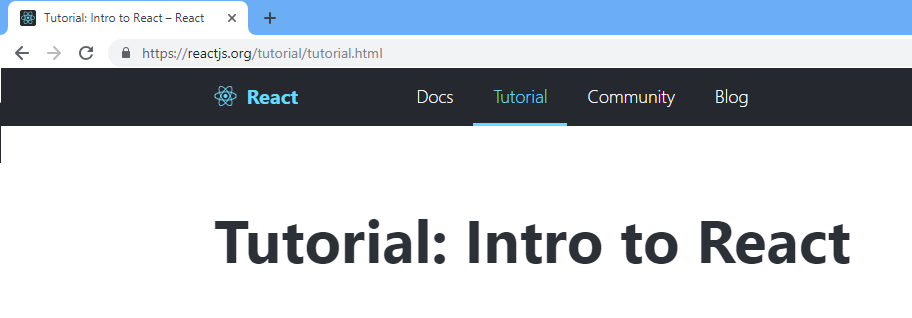 Tutorial: Intro to React – React
https://reactjs.org/tutorial/tutorial.html
React Docs Tutorial Community Blog
Tutorial: Intro to React